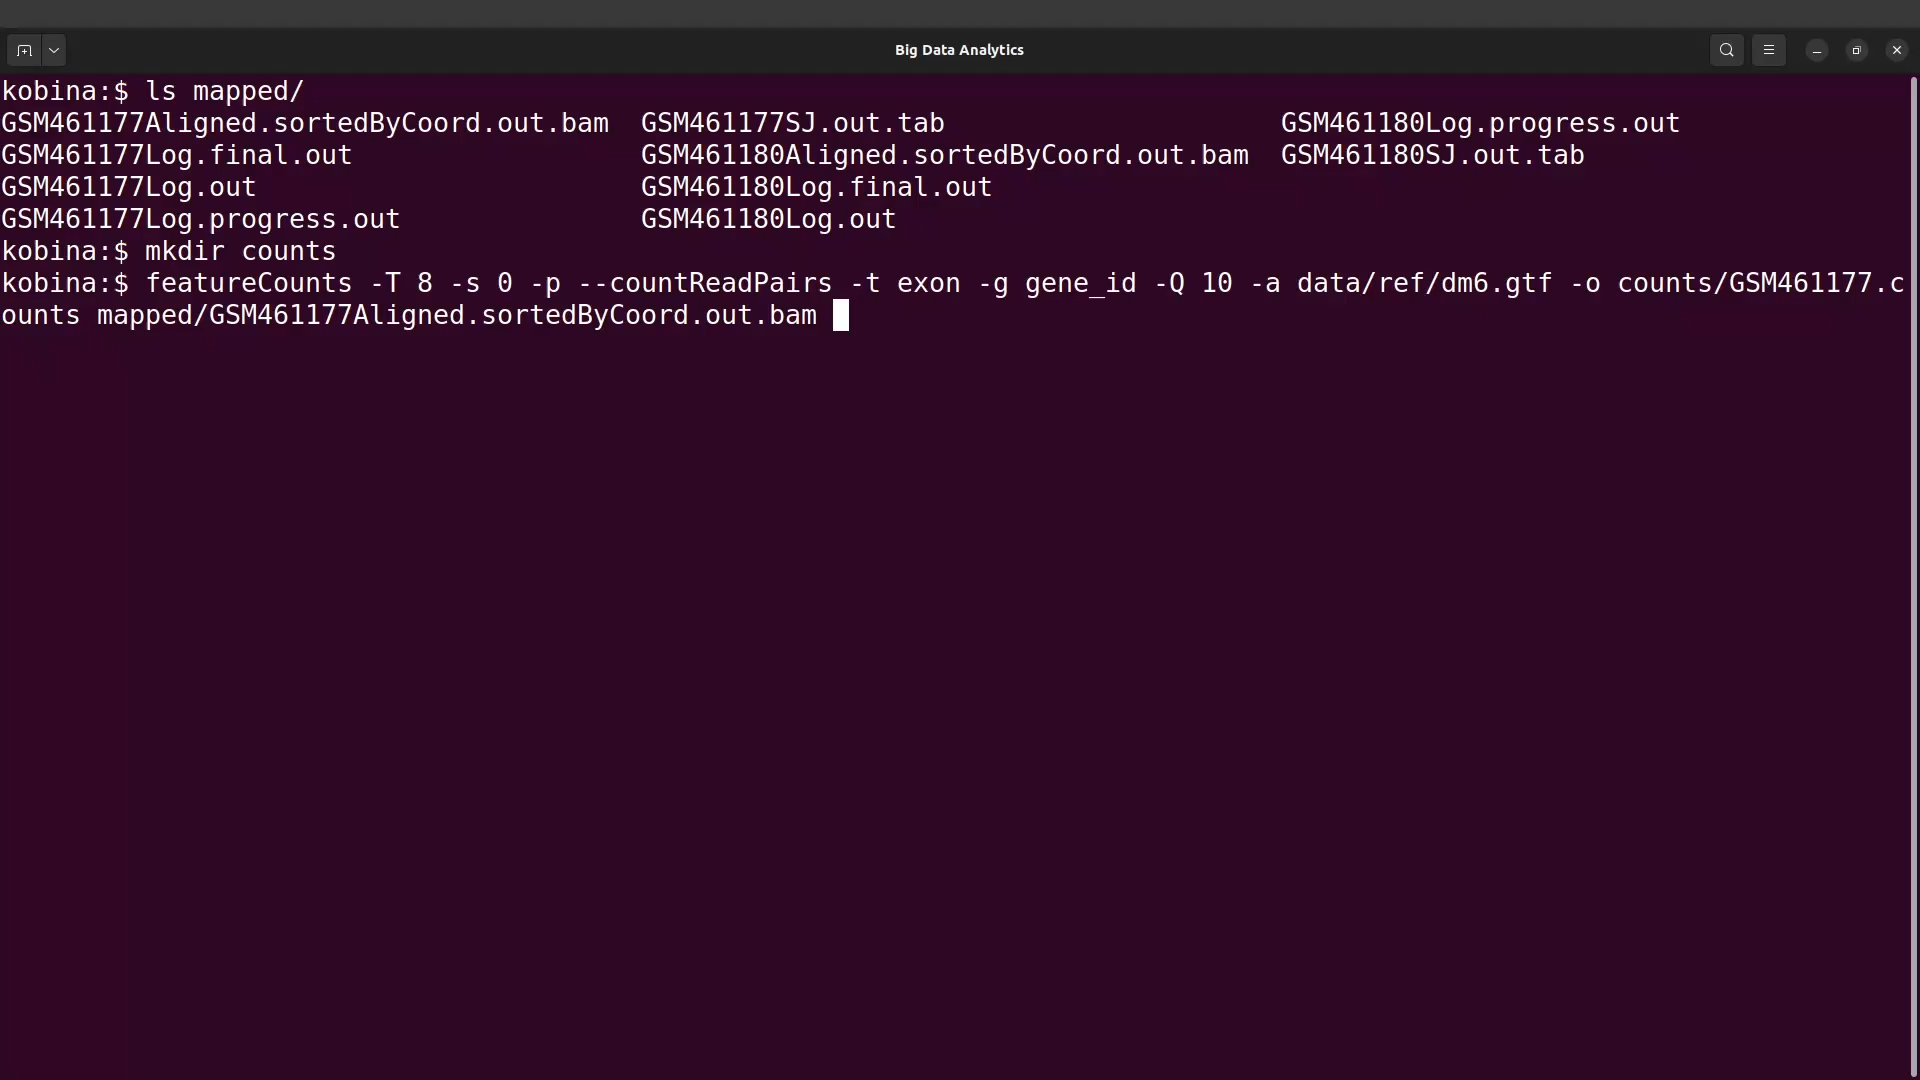 Big Data Analytics
kobina:$ ls mapped/
GSM461177Aligned.sortedByCoord.out.bam  GSM461177SJ.out.tab                     GSM461180Log.progress.out
GSM461177Log.final.out                  GSM461180Aligned.sortedByCoord.out.bam  GSM461180SJ.out.tab
GSM461177Log.out                        GSM461180Log.final.out
GSM461177Log.progress.out               GSM461180Log.out
kobina:$ mkdir counts
kobina:$ featureCounts -T 8 -s 0 -p --countReadPairs -t exon -g gene_id -Q 10 -a data/ref/dm6.gtf -o counts/GSM461177.c
ounts mapped/GSM461177Aligned.sortedByCoord.out.bam